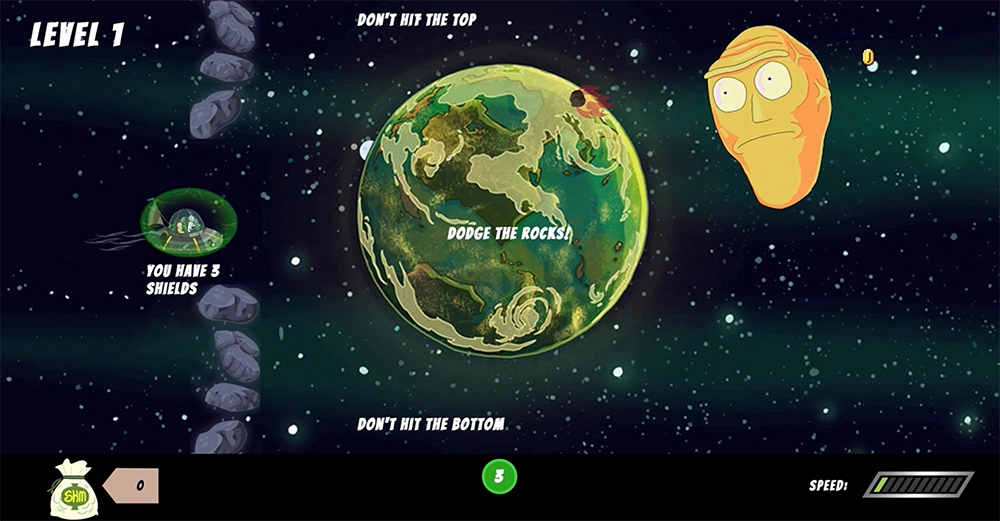 LEVEL 1
DON'T HIT THE TOP
DODGE THE ROCKS!
YOU HAVE 3
SHIELDS
DON'T HIT THE BOTTOM
$HM
0
3
SPEED: